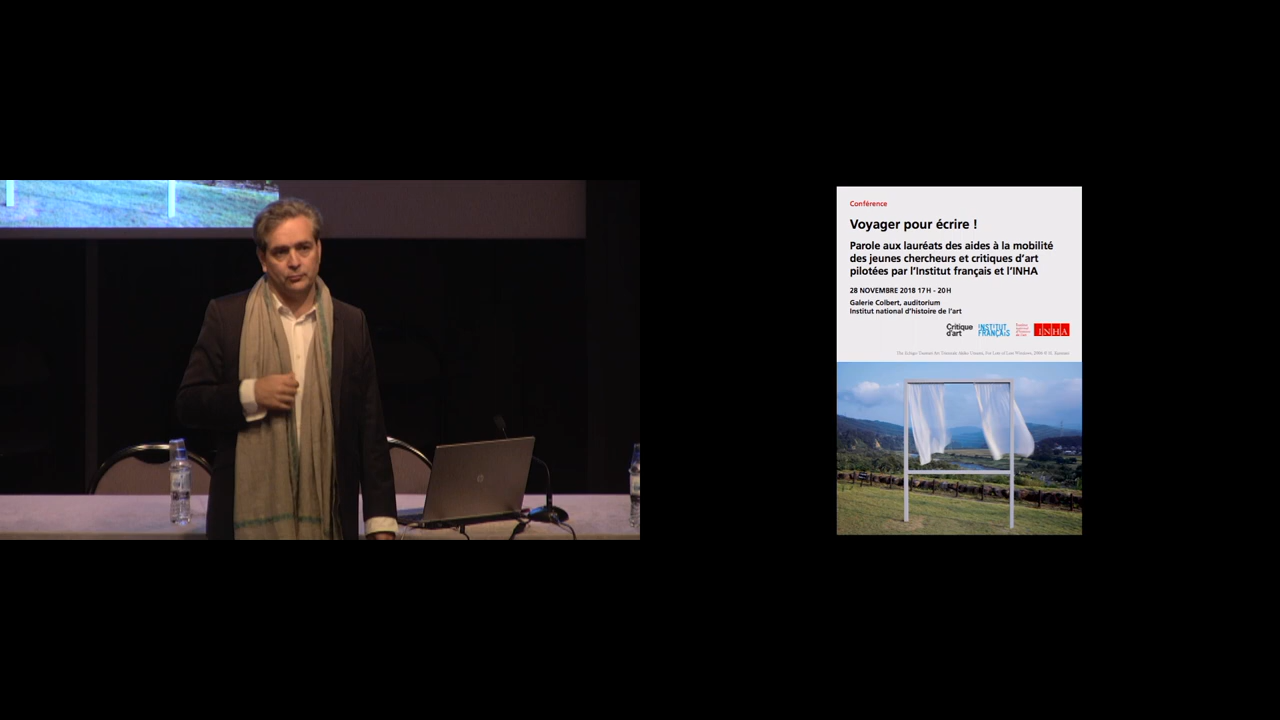 Conférence
Voyager pour écrire !
Parole aux lauréats des aides à la mobilité
des jeunes chercheurs et critiques d'art
pilotées par l'Institut français et l'INHA
28 NOVEMBRE 2018 17H - 20H
Galerie Colbert, auditorium
Institut national d'histoire de l'art
Critique
d'art
INSTITUT
FRANÇAIS
INHA
hp